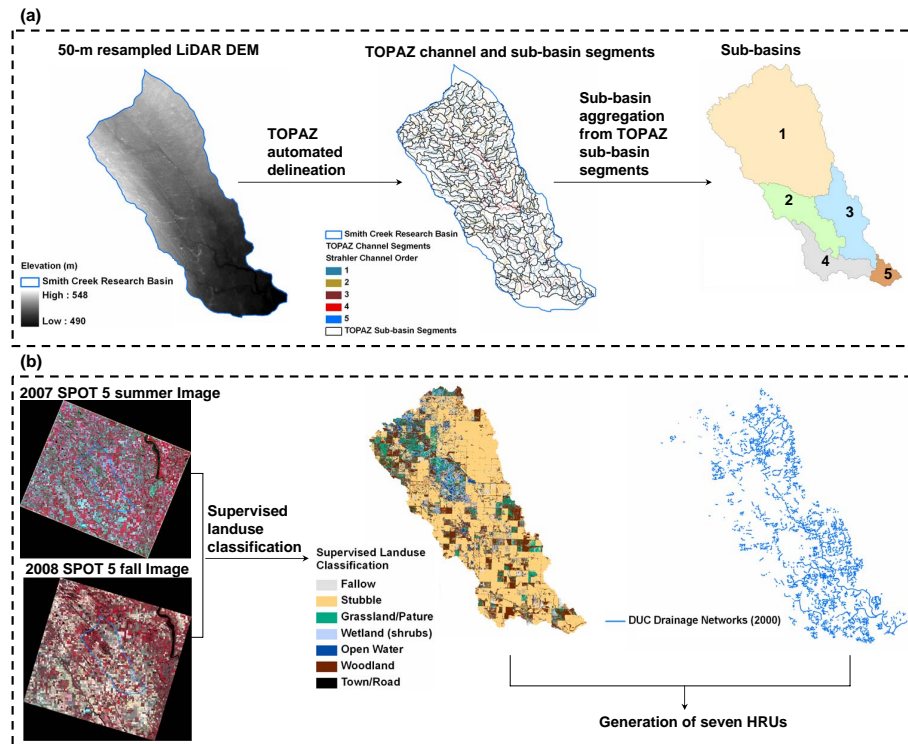 (a)
50-m resampled LiDAR DEM
TOPAZ channel and sub-basin segments
Sub-basins
TOPAZ
automated
delineation
Sub-basin
aggregation
from TOPAZ
sub-basin
segments
1
2
3
4
5
Elevation (m)
Smith Creek Research Basin
High : 548
Low : 490
Smith Creek Research Basin
TOPAZ Channel Segments
Strahler Channel Order
1
2
3
4
5
TOPAZ Sub-basin Segments
(b)
2007 SPOT 5 summer Image
2008 SPOT 5 fall Image
Supervised
landuse
classification
Supervised Landuse
Classification
Fallow
Stubble
Grassland/Pature
Wetland (shrubs)
Open Water
Woodland
Town/Road
DUC Drainage Networks (2000)
Generation of seven HRUs